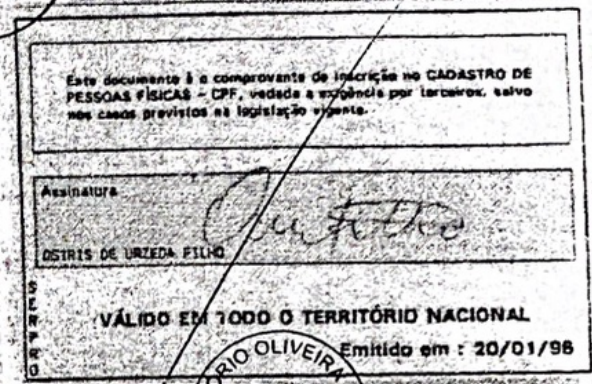 Este documento é o comprovante de inscrição no CADASTRO DE
PESSOAS FÍSICAS - CPF, vedada a exigência por terceiros, salvo
nos casos previstos na legislação vigente.
Assinatura
OSIRIS DE URZEDA FILHO
SERPRO
VÁLIDO EM TODO O TERRITÓRIO NACIONAL
Emitido em : 20/01/98
RIO OLIVEIRA